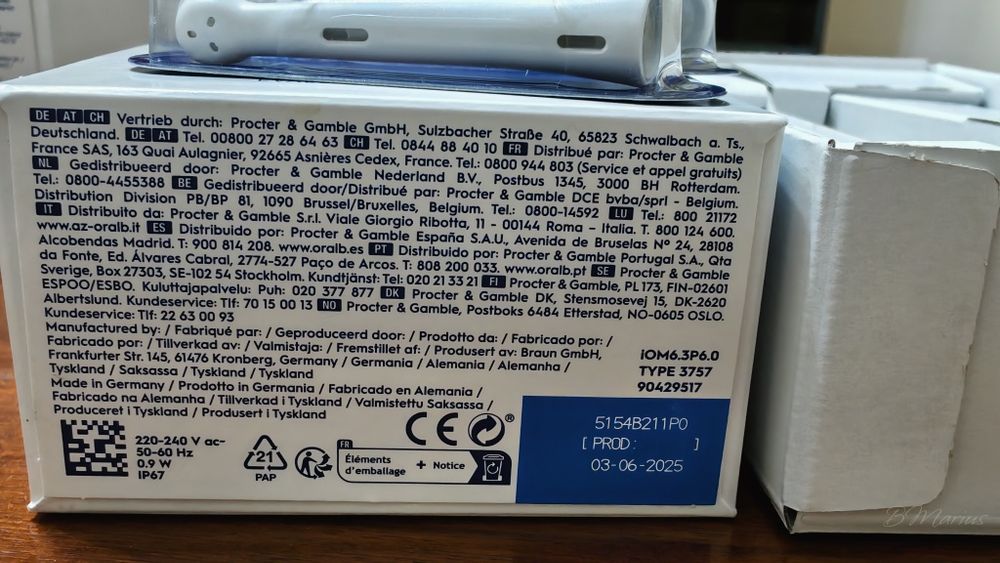 DE AT CH Vertrieb durch: Procter & Gamble GmbH, Sulzbacher Straße 40, 65823 Schwalbach a. Ts.,
Deutschland. DE AT Tel. 00800 27 28 64 63 CH Tel. 0844 88 40 10 FR Distribué par: Procter & Gamble
France SAS, 163 Quai Aulagnier, 92665 Asnières Cedex, France. Tel.: 0800 944 803 (Service et appel gratuits)
NL Gedistribueerd door: Procter & Gamble Nederland B.V., Postbus 1345, 3000 BH Rotterdam.
Tel.: 0800-4455388 BE Gedistribueerd door/Distribué par: Procter & Gamble DCE bvba/sprl - Belgium.
Distribution Division PB/BP 81, 1090 Brussel/Bruxelles, Belgium. Tel.: 0800-14592 LU Tel.: 800 21172
IT Distribuito da: Procter & Gamble S.r.l. Viale Giorgio Ribotta, 11 - 00144 Roma - Italia. T. 800 124 600.
www.az-oralb.it ES Distribuido por: Procter & Gamble España S.A.U., Avenida de Bruselas Nº 24, 28108
Alcobendas Madrid. T: 900 814 208. www.oralb.es PT Distribuido por: Procter & Gamble Portugal S.A., Qta
da Fonte, Ed. Álvares Cabral, 2774-527 Paço de Arcos. T: 808 200 033. www.oralb.pt SE Procter & Gamble
Sverige, Box 27303, SE-102 54 Stockholm. Kundtjänst: Tel: 020 21 33 21 FI Procter & Gamble, PL 173, FIN-02601
ESPOO/ESBO. Kuluttajapalvelu: Puh: 020 377 877 DK Procter & Gamble DK, Stensmosevej 15, DK-2620
Albertslund. Kundeservice: Tlf: 70 15 00 13 NO Procter & Gamble, Postboks 6484 Etterstad, NO-0605 OSLO.
Kundeservice: Tlf: 22 63 00 93
Manufactured by: / Fabriqué par: / Geproduceerd door: / Prodotto da: / Fabricado por: /
Fabricado por: / Tillverkad av: / Valmistaja: / Fremstillet af: / Produsert av: Braun GmbH,
Frankfurter Str. 145, 61476 Kronberg, Germany / Germania / Alemania / Alemanha /
Tyskland / Saksassa / Tyskland / Tyskland
Made in Germany / Prodotto in Germania / Fabricado en Alemania /
Fabricado na Alemanha / Tillverkad i Tyskland / Valmistettu Saksassa /
Produceret i Tyskland / Produsert i Tyskland
iOM6.3P6.0
TYPE 3757
90429517
220-240 V ac~
50-60 Hz
0.9 W
IP67
21
PAP
CE ®
FR
Éléments
d'emballage + Notice
5154B211P0
[ PROD: ]
03-06-2025
BMarius